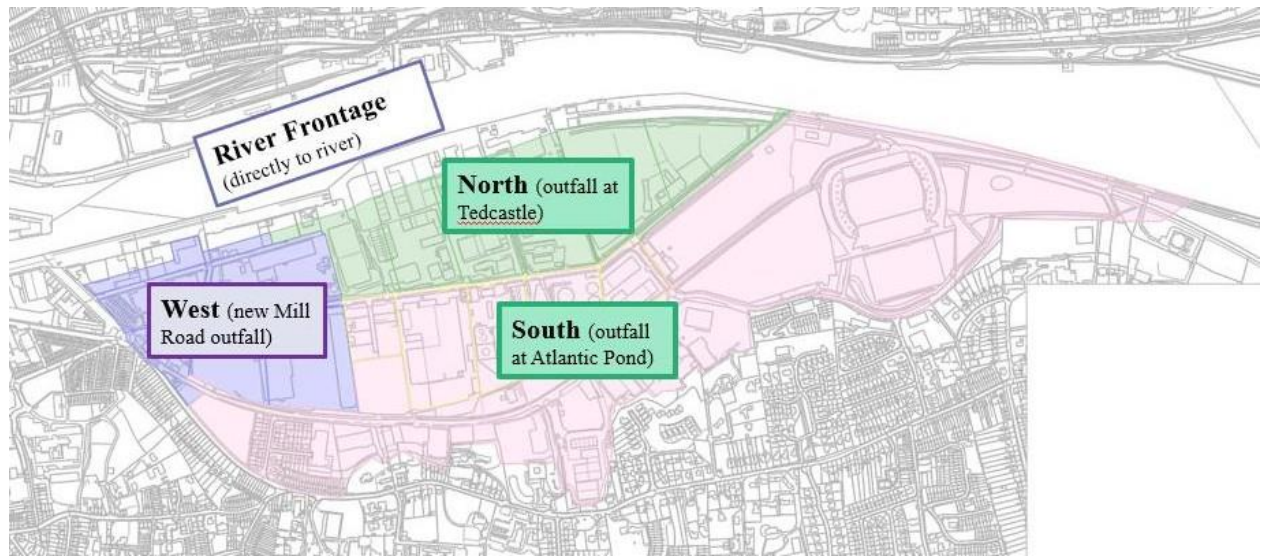 River Frontage
(directly to river)
North (outfall at
Tedcastle)
West (new Mill
Road outfall)
South (outfall
at Atlantic Pond)